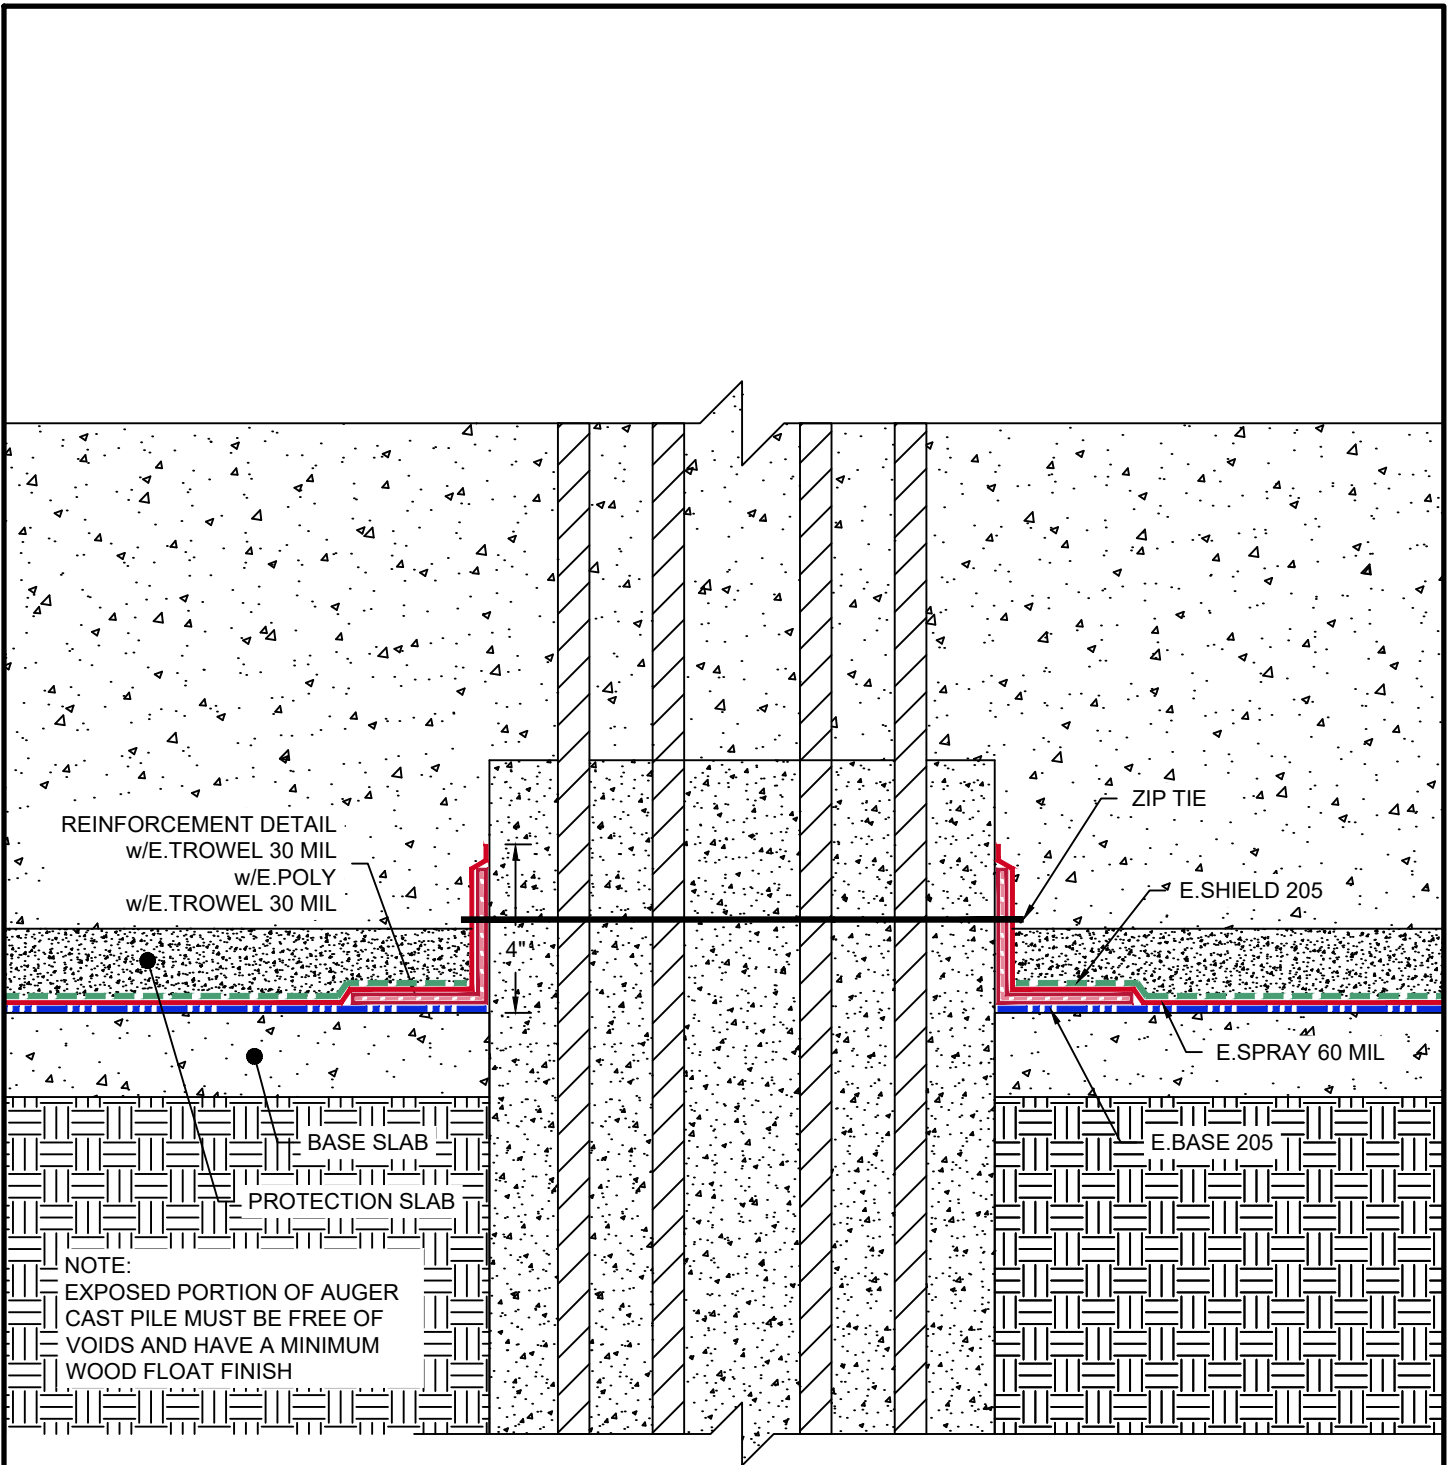 REINFORCEMENT DETAIL
w/E.TROWEL 30 MIL
w/E.POLY
w/E.TROWEL 30 MIL
ZIP TIE
E.SHIELD 205
4"
E.SPRAY 60 MIL
BASE SLAB
E.BASE 205
PROTECTION SLAB
NOTE:
EXPOSED PORTION OF AUGER
CAST PILE MUST BE FREE OF
VOIDS AND HAVE A MINIMUM
WOOD FLOAT FINISH